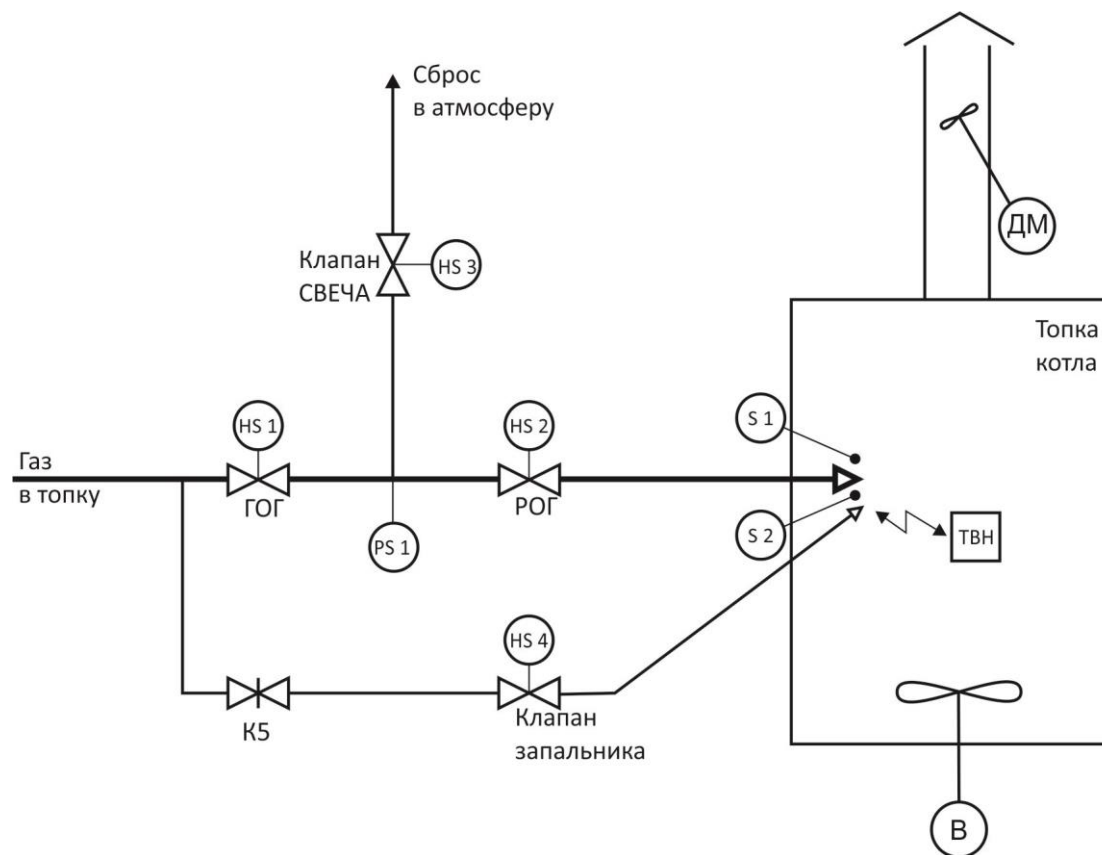 Сброс
в атмосферу
ДМ
Клапан
СВЕЧА
HS 3
Топка
котла
HS 1
HS 2
S 1
Газ
в топку
ГОГ
РОГ
PS 1
S 2
ТВН
HS 4
К5
Клапан
запальника
В